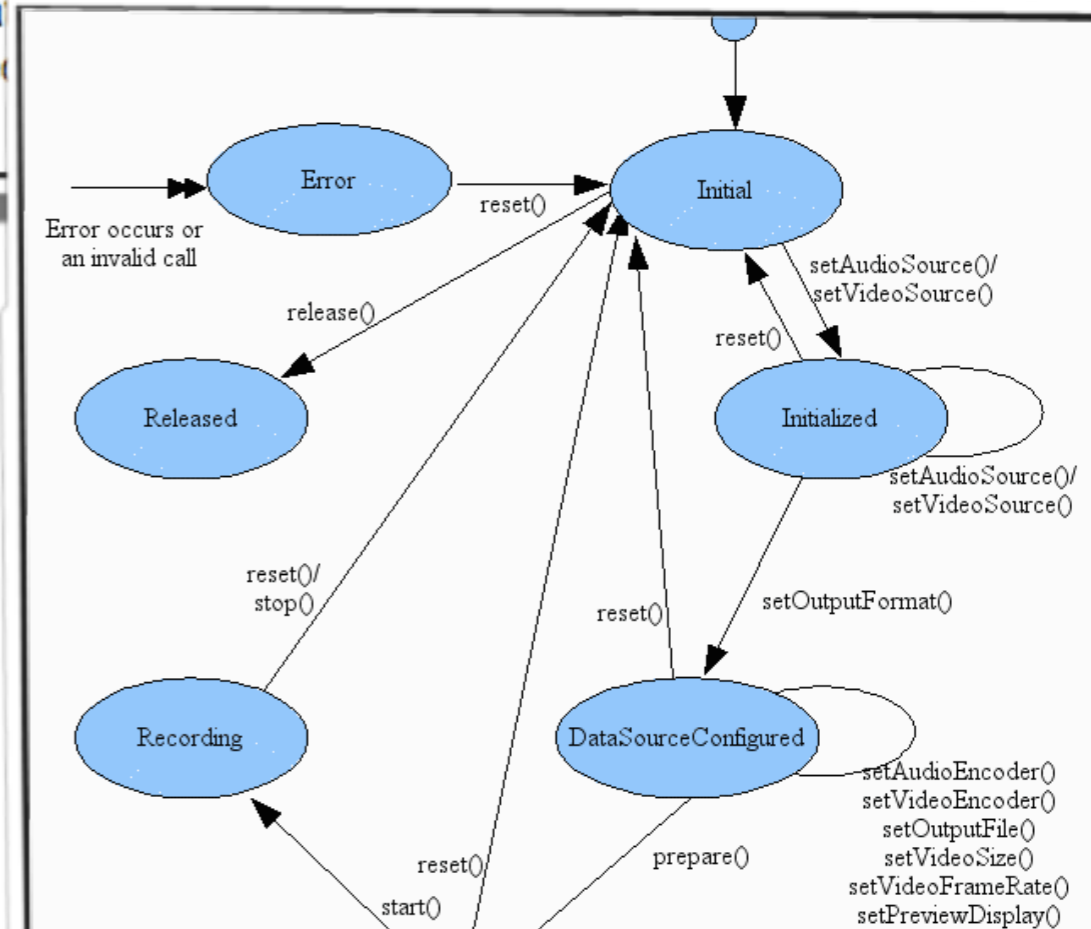 Error
Initial
reset()
Error occurs or
an invalid call
setAudioSource()/
setVideoSource()
release()
reset()
Released
Initialized
setAudioSource()/
setVideoSource()
reset()/
stop()
reset()
setOutputFormat()
Recording
DataSourceConfigured
setAudioEncoder()
setVideoEncoder()
setOutputFile()
setVideoSize()
setVideoFrameRate()
setPreviewDisplay()
reset()
prepare()
start()